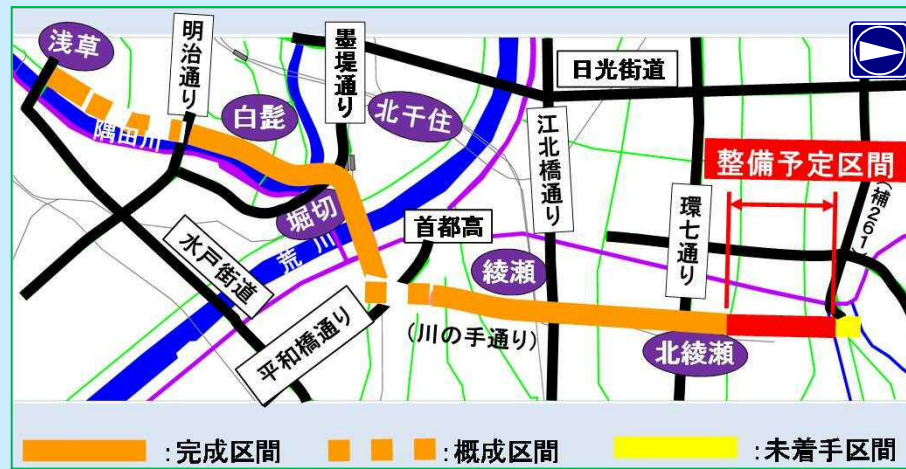 浅草
明治通り
墨堤通り
日光街道
白髭
北千住
隅田川
江北橋通り
整備予定区間
(補261)
堀切
首都高
環七通り
水戸街道
荒川
綾瀬
平和橋通り
(川の手通り)
北綾瀬
:完成区間
:概成区間
:未着手区間